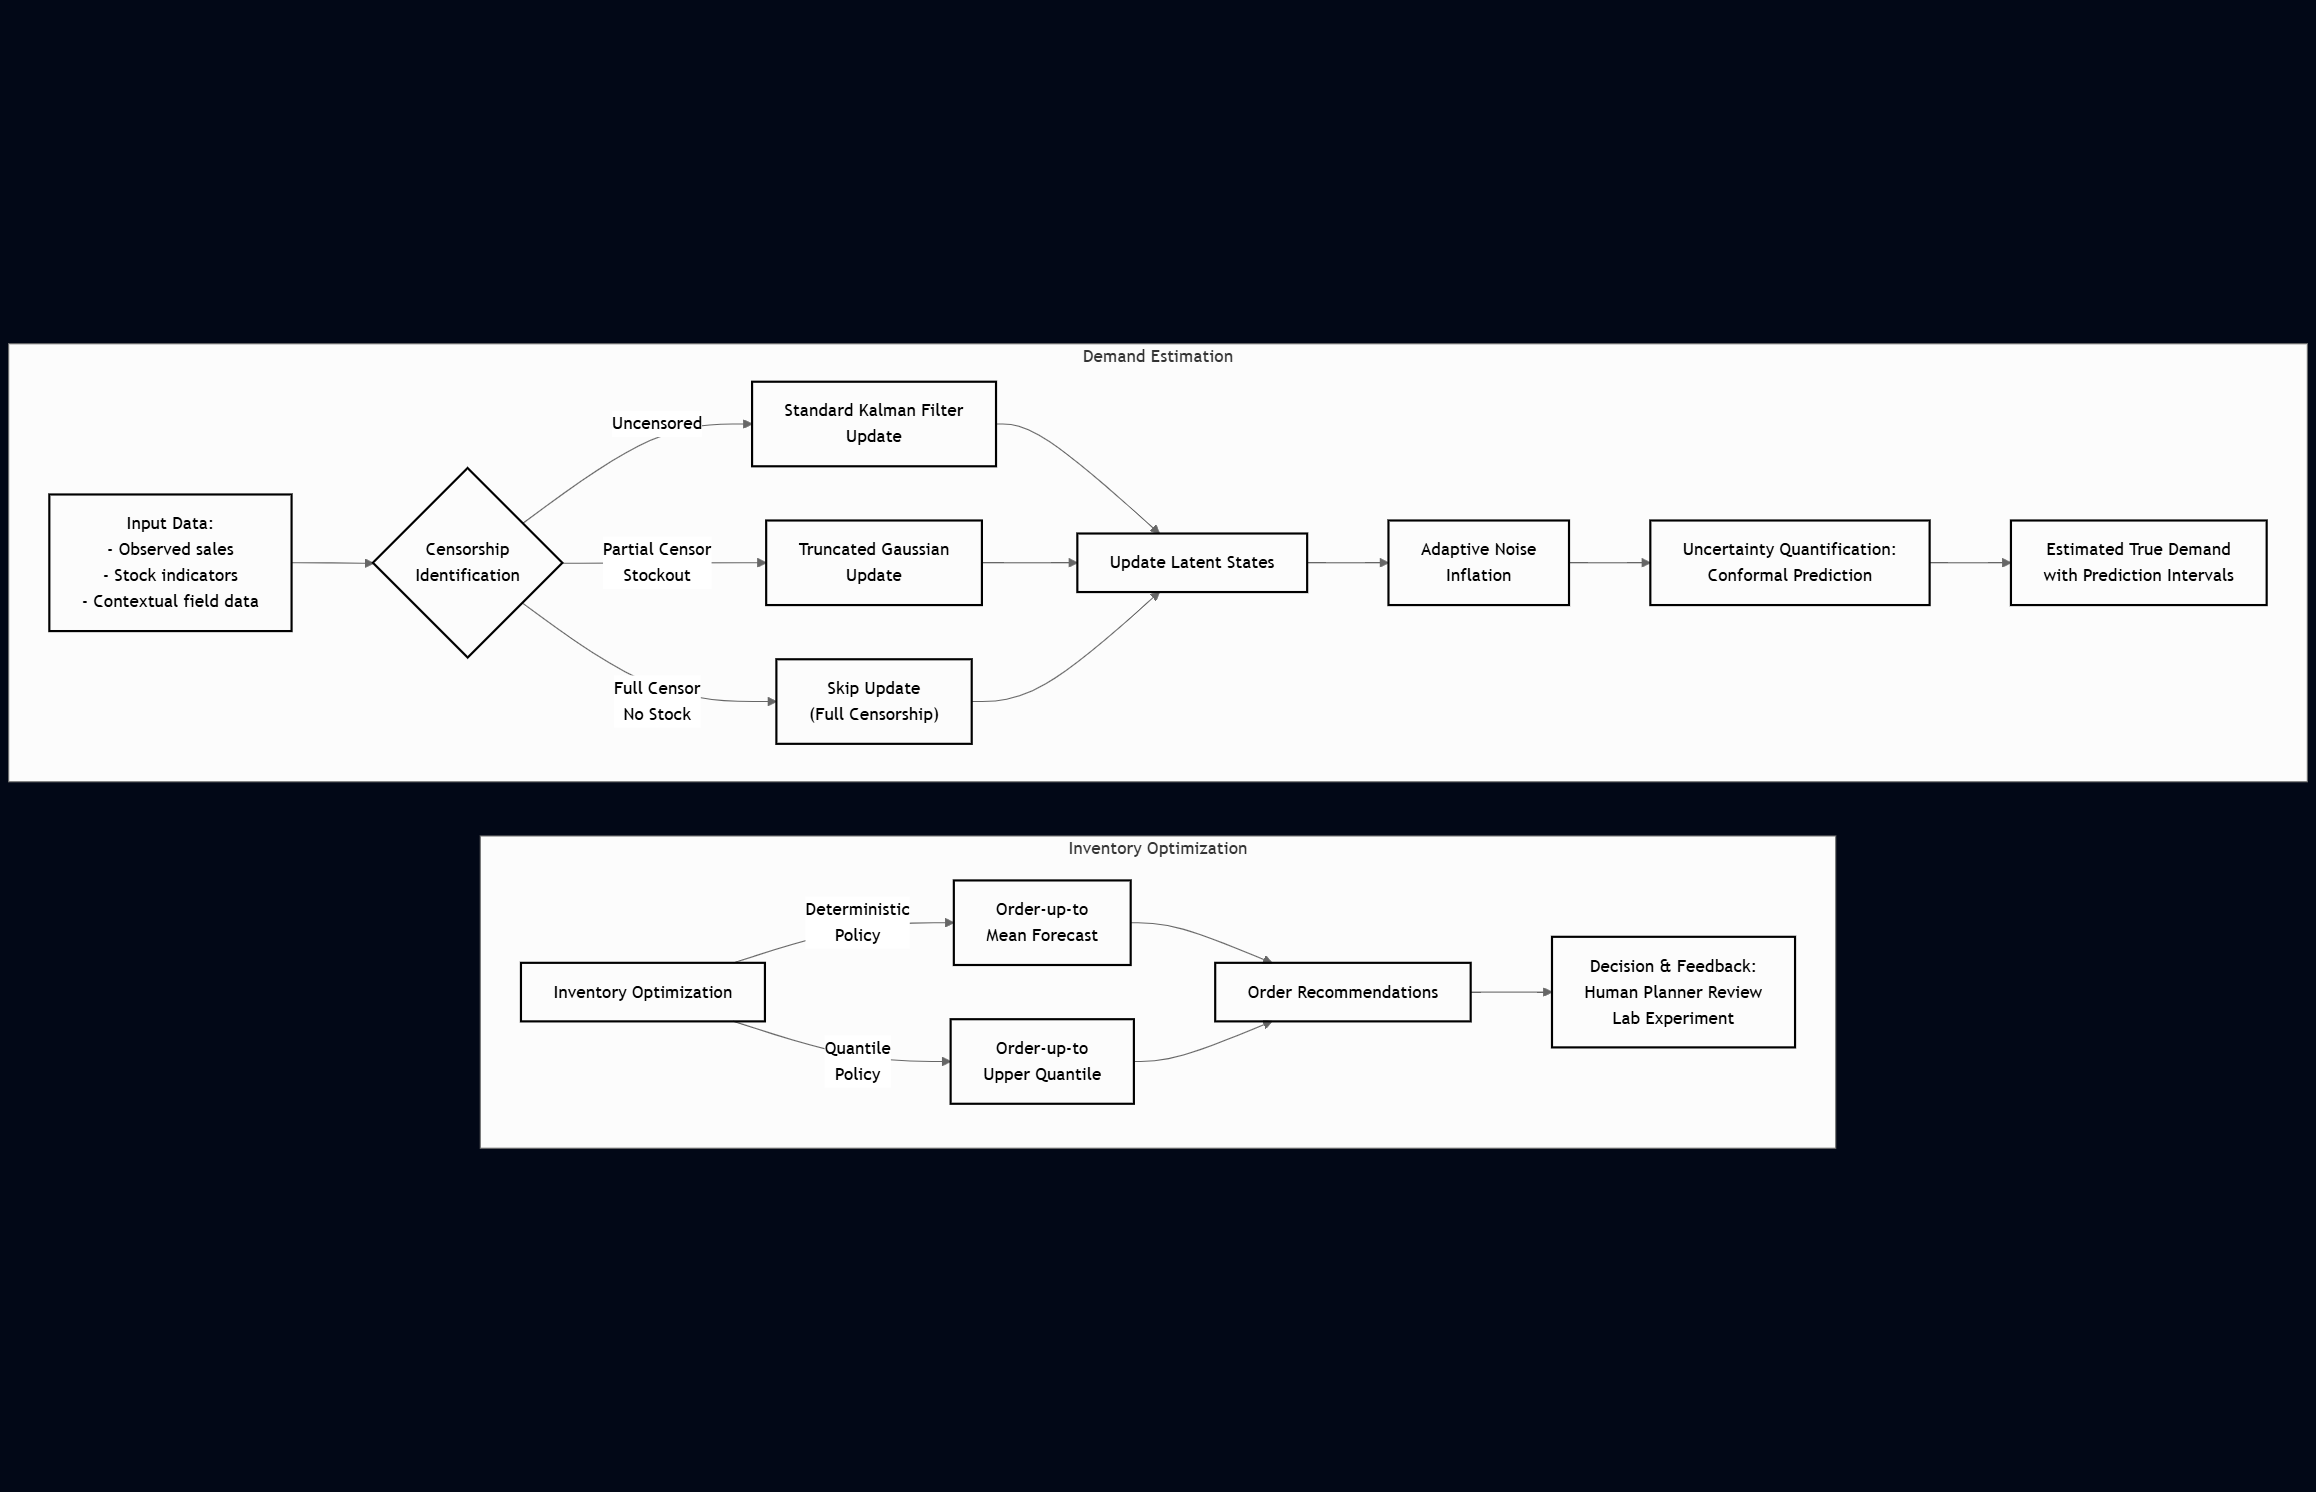 Demand Estimation
Input Data:
- Observed sales
- Stock indicators
- Contextual field data
Censorship
Identification
Uncensored
Partial Censor
Stockout
Full Censor
No Stock
Standard Kalman Filter
Update
Truncated Gaussian
Update
Skip Update
(Full Censorship)
Update Latent States
Adaptive Noise
Inflation
Uncertainty Quantification:
Conformal Prediction
Estimated True Demand
with Prediction Intervals
Inventory Optimization
Inventory Optimization
Deterministic
Policy
Quantile
Policy
Order-up-to
Mean Forecast
Order-up-to
Upper Quantile
Order Recommendations
Decision & Feedback:
Human Planner Review
Lab Experiment